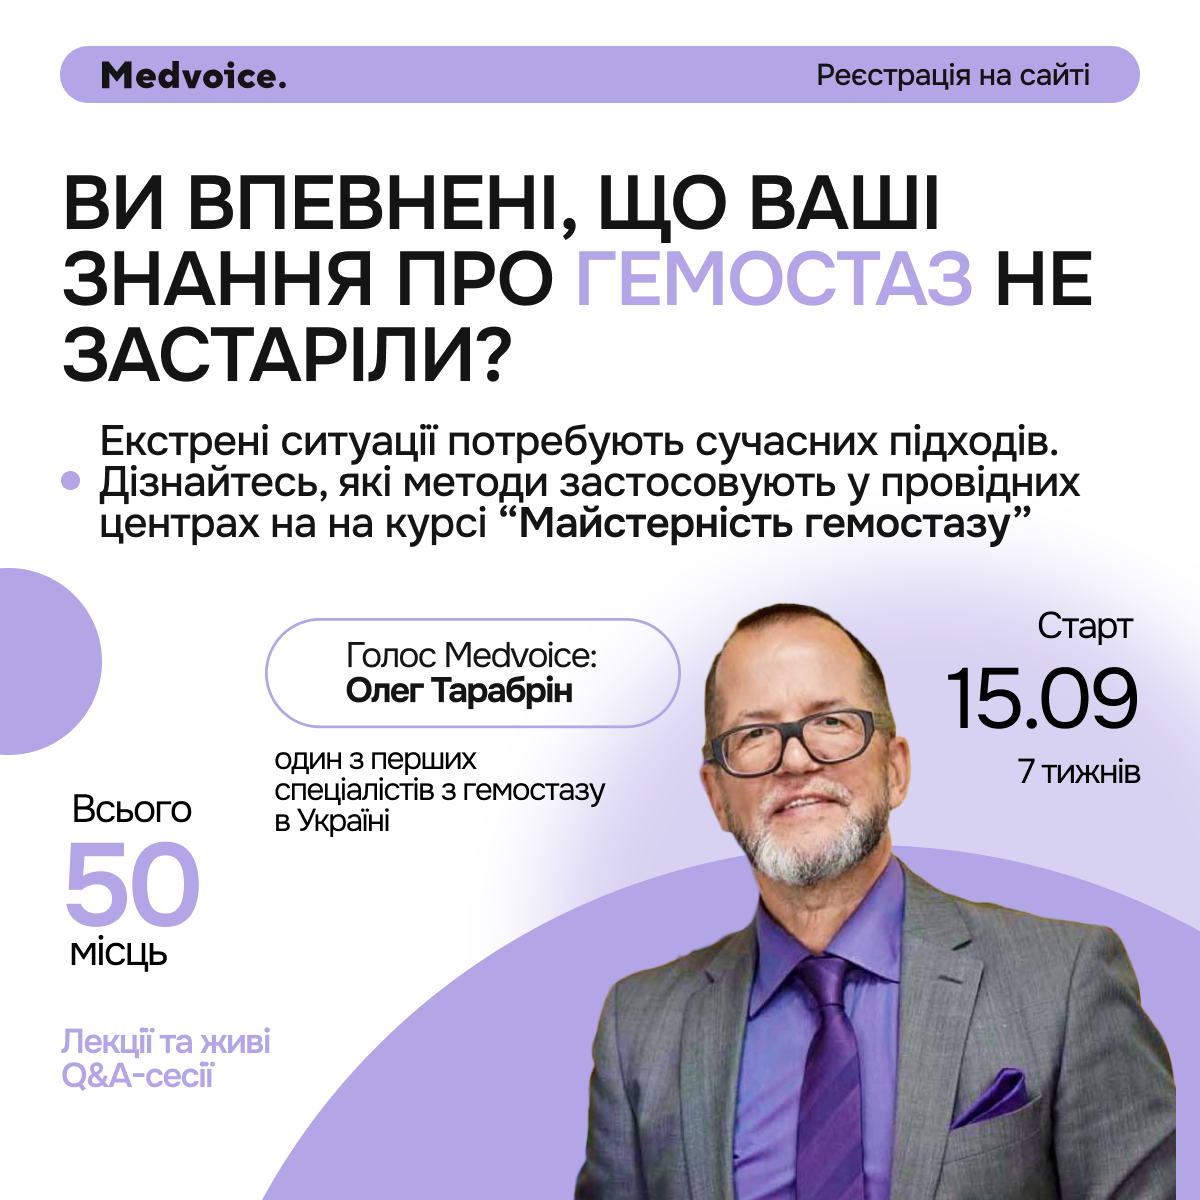 Medvoice.
Реєстрація на сайті
ВИ ВПЕВНЕНІ, ЩО ВАШІ
ЗНАННЯ ПРО ГЕМОСТАЗ НЕ
ЗАСТАРІЛИ?
Екстрені ситуації потребують сучасних підходів.
Дізнайтесь, які методи застосовують у провідних
центрах на на курсі “Майстерність гемостазу”
Голос Medvoice:
Олег Тарабрін
один з перших
спеціалістів з гемостазу
в Україні
Старт
15.09
7 тижнів
Всього
50
місць
Лекції та живі
Q&A-сесії